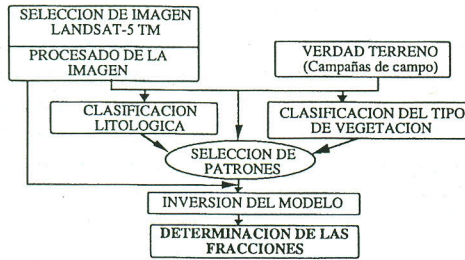 SELECCION DE IMAGEN
LANDSAT-5 TM
PROCESADO DE LA
IMAGEN
VERDAD TERRENO
(Campañas de campo)
CLASIFICACION
LITOLOGICA
CLASIFICACION DEL TIPO
DE VEGETACION
SELECCION DE
PATRONES
INVERSION DEL MODELO
DETERMINACION DE LAS
FRACCIONES